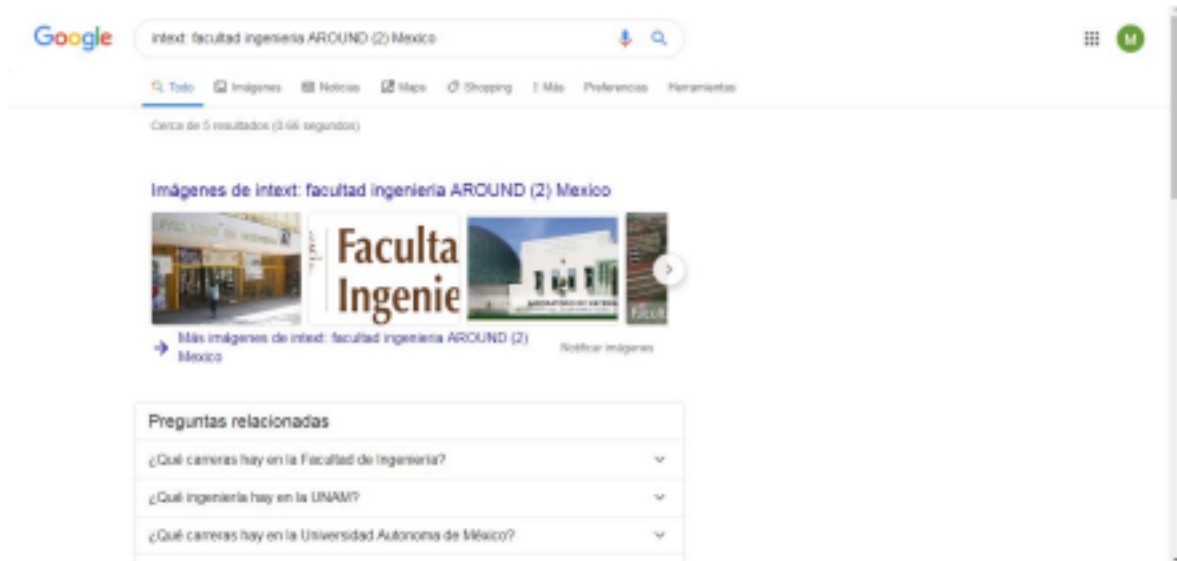 Google
intext: facultad ingenieria AROUND (2) Mexico
M
Todo Imágenes Noticias Maps Shopping Más Preferencias Herramientas
Cerca de 5 resultados (0.66 segundos)
Imágenes de intext: facultad ingenieria AROUND (2) Mexico
Faculta
Ingenie
Más imágenes de intext: facultad ingenieria AROUND (2)
Mexico
Notificar imágenes
Preguntas relacionadas
¿Qué carreras hay en la Facultad de Ingeniería?
¿Qué ingeniería hay en la UNAM?
¿Qué carreras hay en la Universidad Autonoma de México?